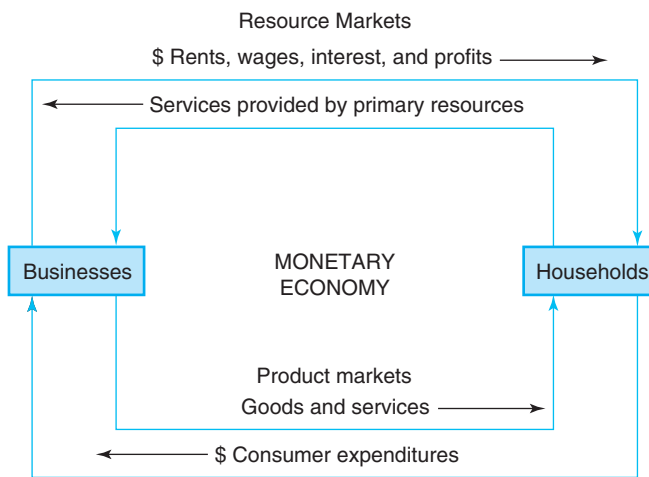 Resource Markets
$ Rents, wages, interest, and profits
Services provided by primary resources
Businesses
MONETARY
ECONOMY
Households
Product markets
Goods and services
$ Consumer expenditures